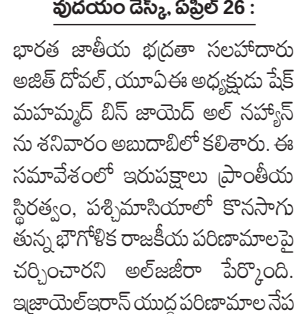 వుదయం డెస్క్, ఏప్రిల్ 26 :
భారత జాతీయ భద్రతా సలహాదారు
అజిత్ దోవల్, యూఏఈ అధ్యక్షుడు షేక్
మహమ్మద్ బిన్ జాయెద్ అల్ నహ్యాన్
ను శనివారం అబుదాబిలో కలిశారు. ఈ
సమావేశంలో ఇరుపక్షాలు ప్రాంతీయ
స్థిరత్వం, పశ్చిమాసియాలో కొనసాగు
తున్న భౌగోళిక రాజకీయ పరిణామాలపై
చర్చించారని అల్‌జజీరా పేర్కొంది.
ఇజ్రాయెల్‌ఇరాన్ యుద్ధ పరిణామాల నేప